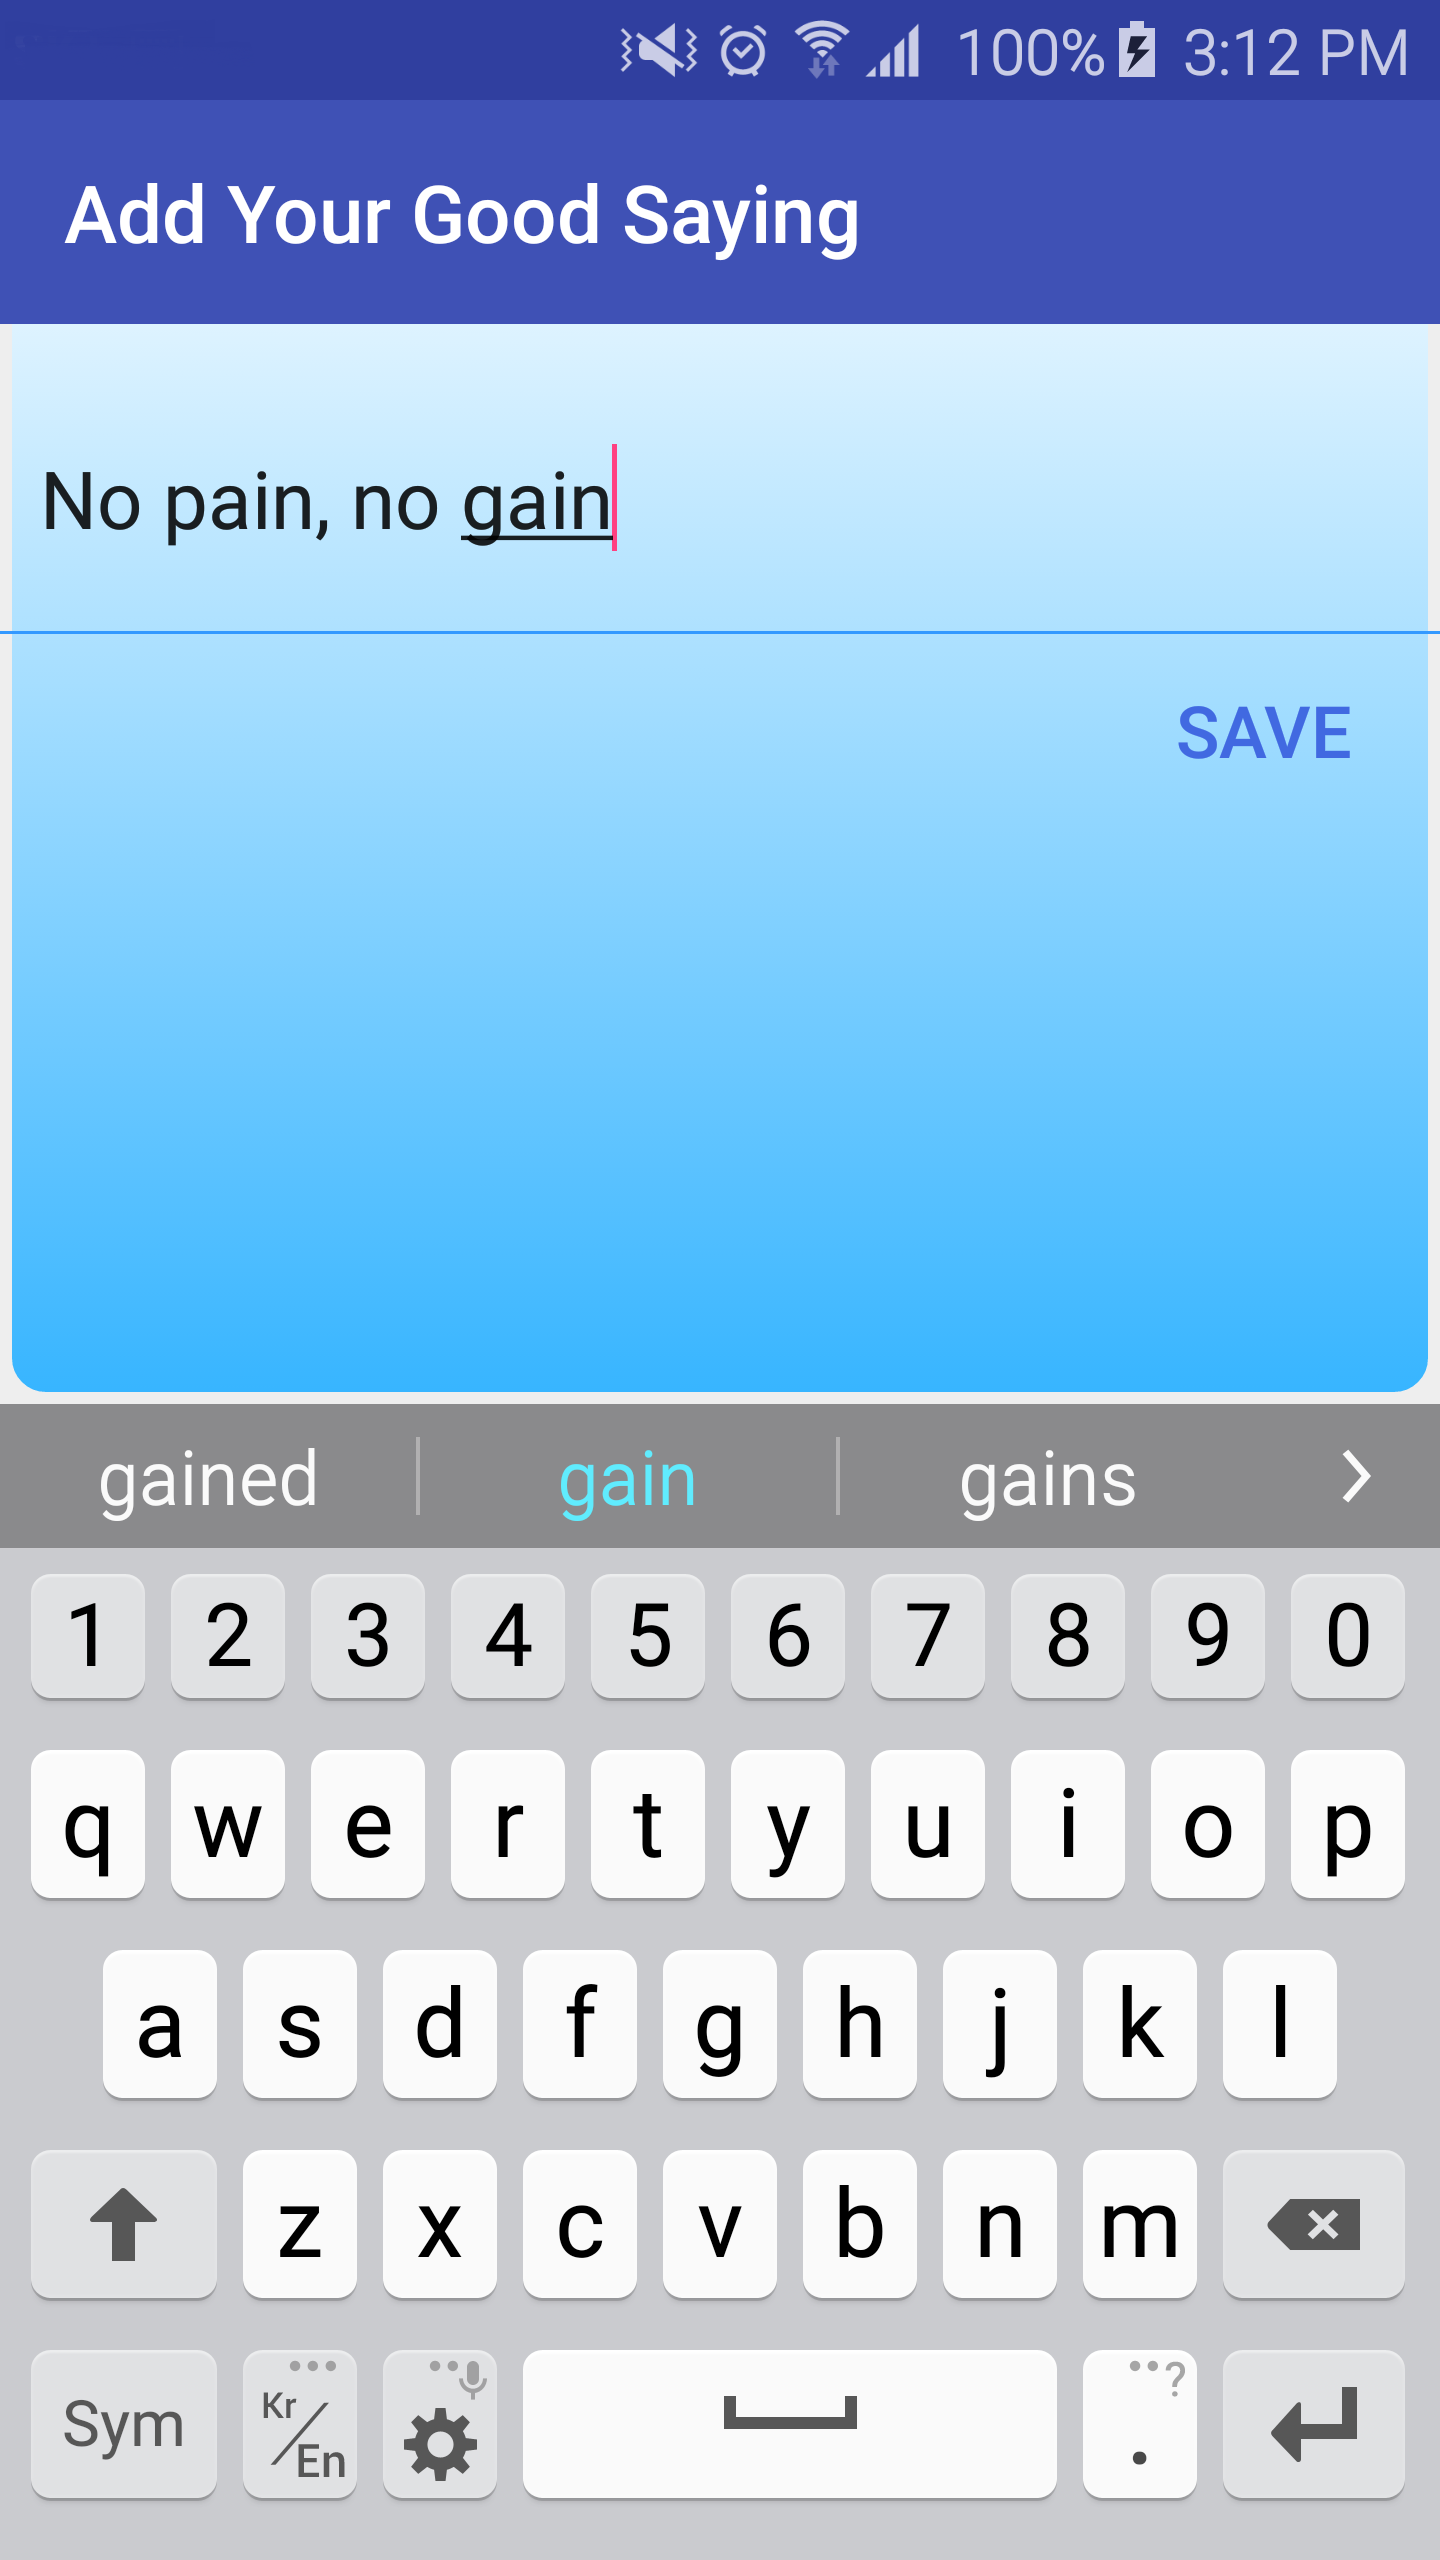 100% 3:12 PM
Add Your Good Saying
No pain, no gain
SAVE
gained gain gains
1 2 3 4 5 6 7 8 9 0
q w e r t y u i o p
a s d f g h j k l
z x c v b n m
Sym Kr/En . ?